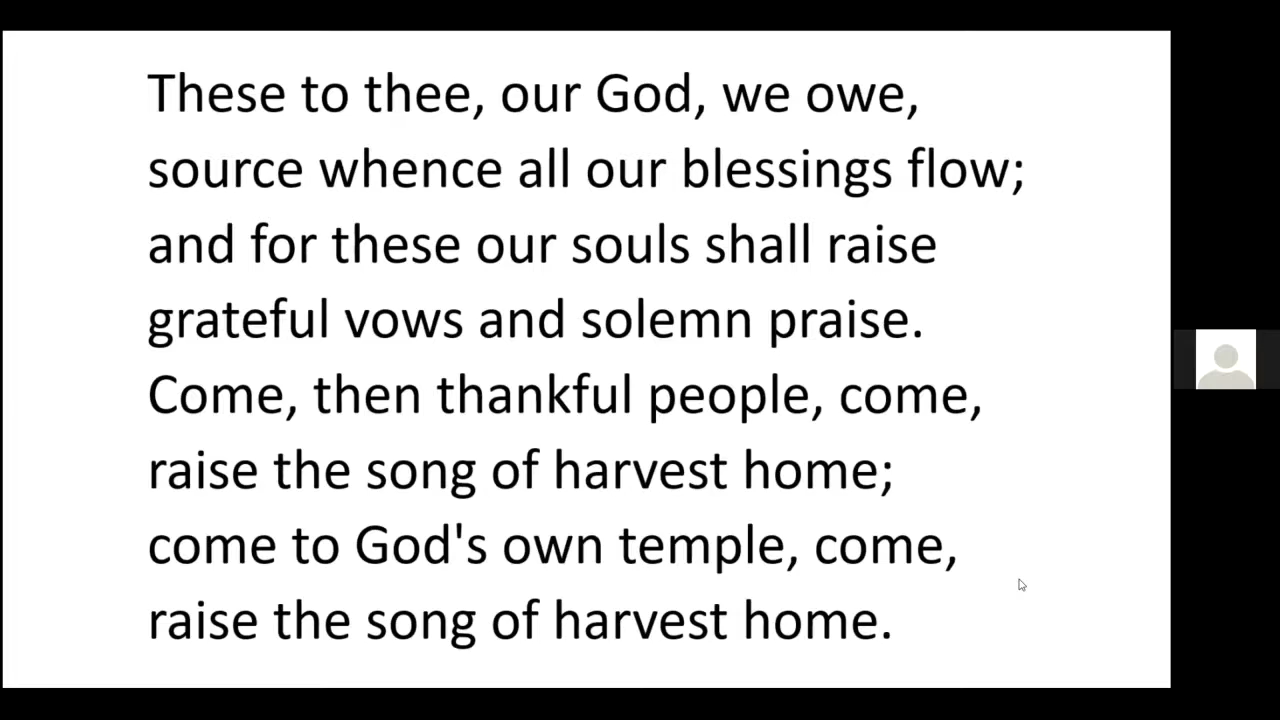 These to thee, our God, we owe,
source whence all our blessings flow;
and for these our souls shall raise
grateful vows and solemn praise.
Come, then thankful people, come,
raise the song of harvest home;
come to God's own temple, come,
raise the song of harvest home.